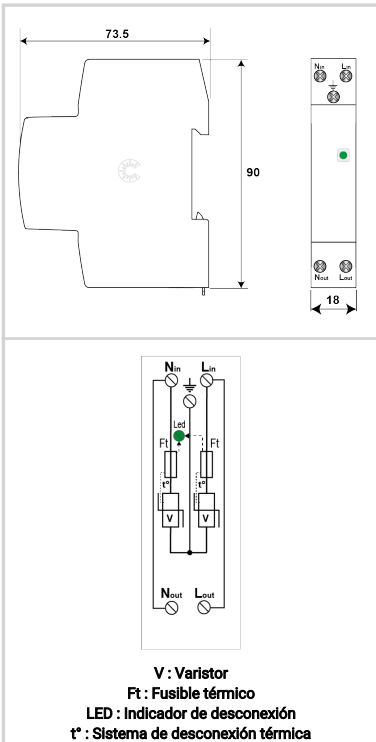 73.5
90
Nin Lin
Nout Lout
18
Nin Lin
Led
Ft Ft
t° t°
V V
Nout Lout
V : Varistor
Ft : Fusible térmico
LED : Indicador de desconexión
t° : Sistema de desconexión térmica